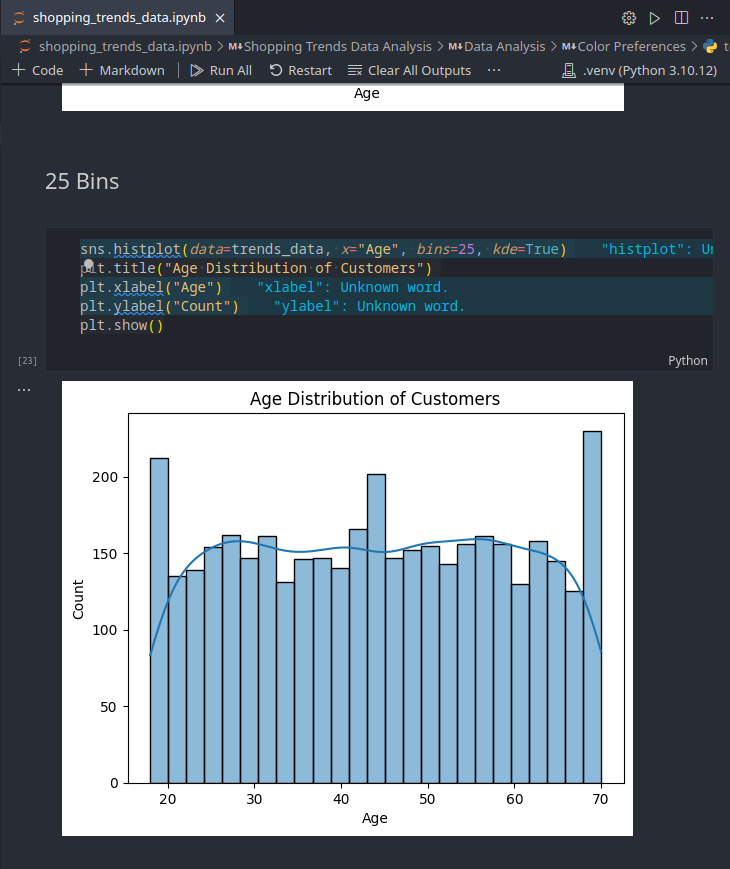 shopping_trends_data.ipynb
shopping_trends_data.ipynb > M↓Shopping Trends Data Analysis > M↓Data Analysis > M↓Color Preferences >
+ Code + Markdown | Run All Restart Clear All Outputs ... .venv (Python 3.10.12)
Age
25 Bins
sns.histplot(data=trends_data, x="Age", bins=25, kde=True) "histplot": Un
plt.title("Age Distribution of Customers")
plt.xlabel("Age") "xlabel": Unknown word.
plt.ylabel("Count") "ylabel": Unknown word.
plt.show()
[23]
Python
...
Age Distribution of Customers
200
150
100
50
0
Count
20 30 40 50 60 70
Age